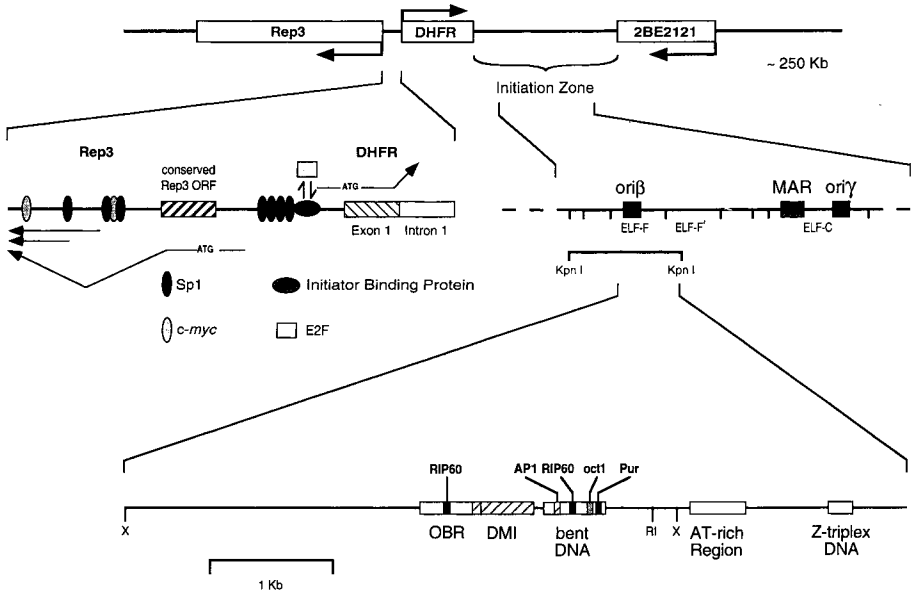 Rep3
DHFR
2BE2121
~ 250 Kb
Initiation Zone
Rep3
DHFR
conserved
Rep3 ORF
ATG
Exon 1
Intron 1
ATG
Sp1
Initiator Binding Protein
c-myc
E2F
oriβ
MAR
oriγ
ELF-F
ELF-F'
ELF-C
Kpn I
Kpn I
RIP60
AP1
RIP60
oct1
Pur
X
OBR
DMI
bent
DNA
RI
X
AT-rich
Region
Z-triplex
DNA
1 Kb